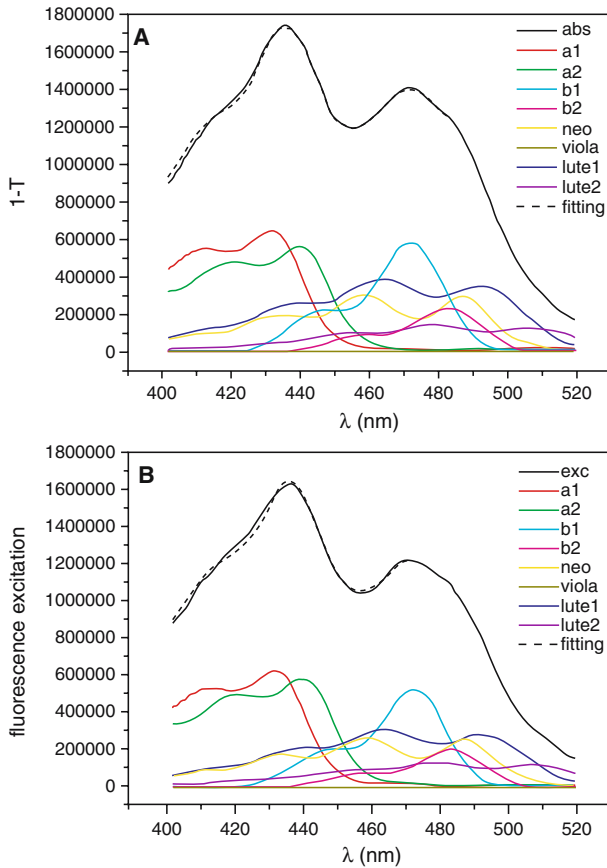 1800000
1600000
1400000
1200000
1000000
800000
600000
400000
200000
0
1-T
A
abs
a1
a2
b1
b2
neo
viola
lute1
lute2
fitting
400 420 440 460 480 500 520
λ (nm)
1800000
1600000
1400000
1200000
1000000
800000
600000
400000
200000
0
fluorescence excitation
B
exc
a1
a2
b1
b2
neo
viola
lute1
lute2
fitting
400 420 440 460 480 500 520
λ (nm)